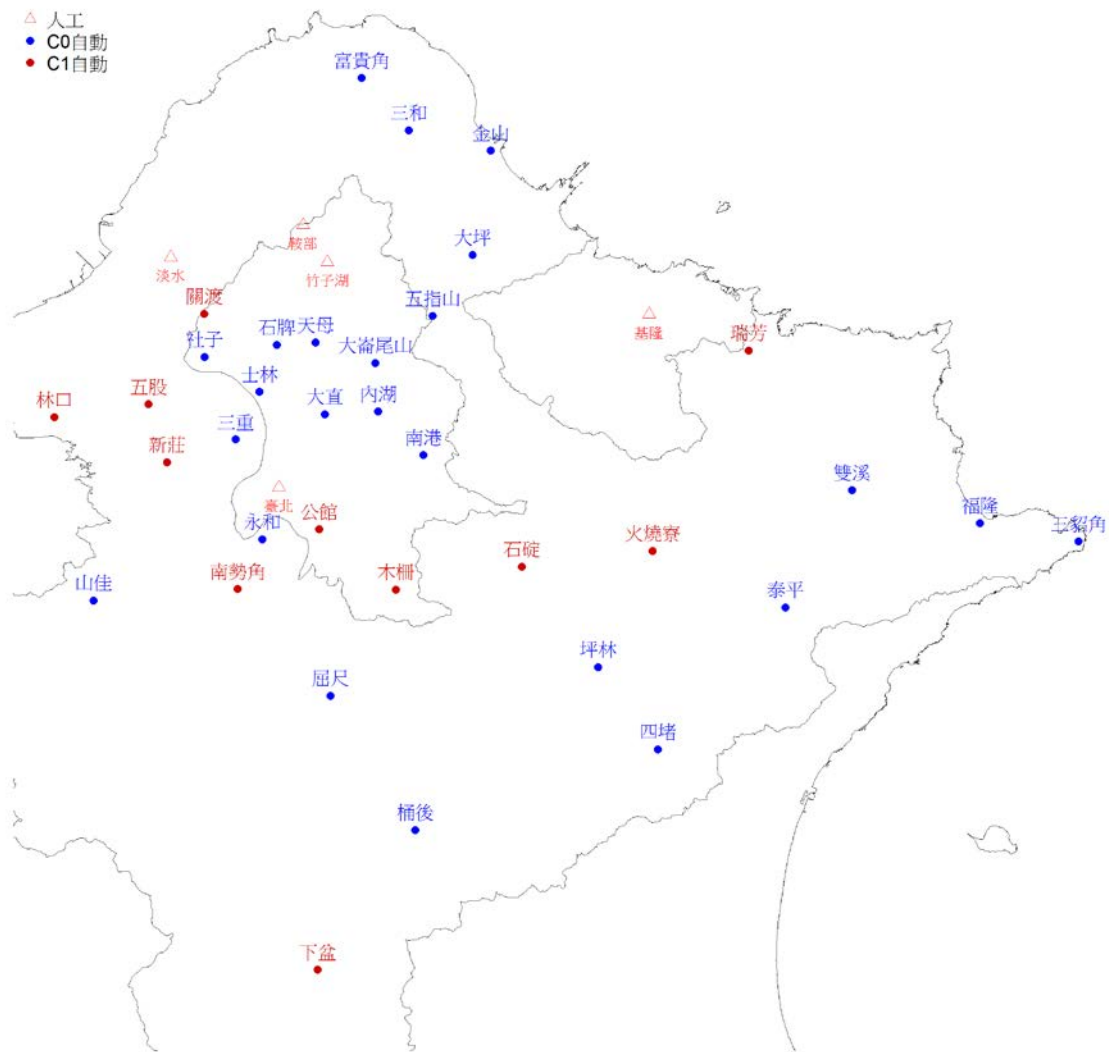 人工
C0自動
C1自動
富貴角
三和
金山
鞍部
大坪
淡水
竹子湖
關渡
五指山
基隆
瑞芳
社子
石牌
天母
大崙尾山
士林
林口
五股
大直
內湖
三重
新莊
南港
雙溪
臺北
福隆
永和
公館
三貂角
火燒寮
石碇
南勢角
木柵
山佳
泰平
坪林
屈尺
四堵
桶後
下盆